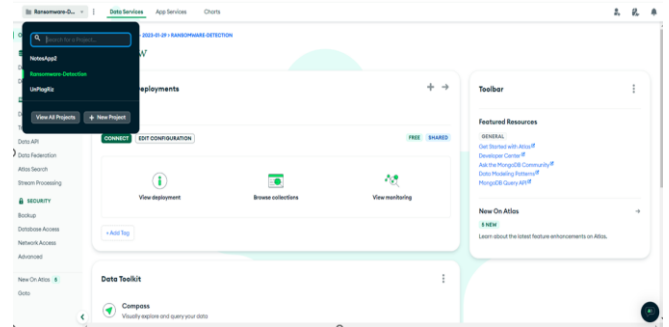 Ransomware-D...
Data Services
App Services
Charts
2023-01-29 > RANSOMWARE-DETECTION
Search for a Project...
NotesApp2
Ransomware-Detection
UnPlugRiz
View All Projects
+ New Project
eployments
CONNECT
EDIT CONFIGURATION
FREE
SHARED
View deployment
Browse collections
View monitoring
+ Add Tag
Data Toolkit
Compass
Visually explore and query your data
Toolbar
Featured Resources
GENERAL
Get Started with Atlas
Developer Center
Ask the MongoDB Community
Data Modeling Patterns
MongoDB Query API
New On Atlas
5 NEW
Learn about the latest feature enhancements on Atlas.
Data API
Data Federation
Atlas Search
Stream Processing
SECURITY
Backup
Database Access
Network Access
Advanced
New On Atlas 5
Goto